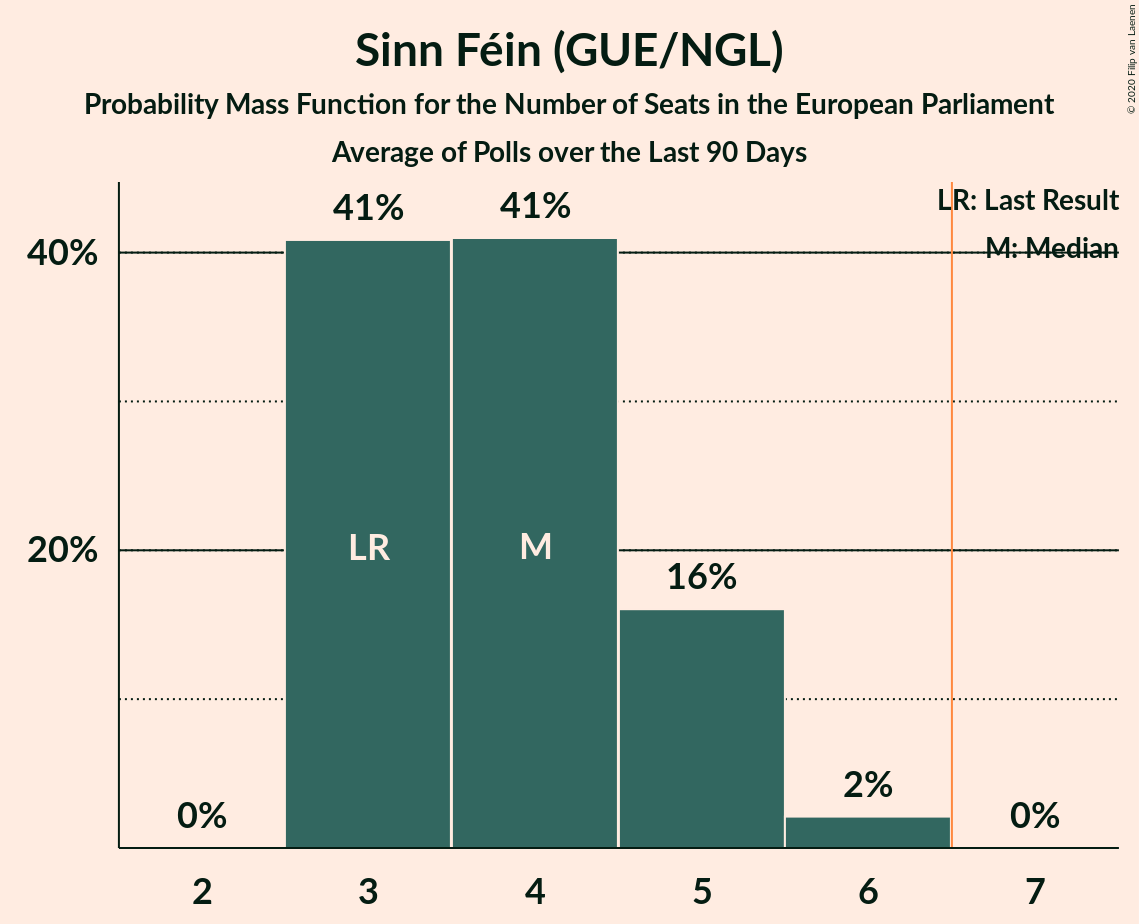 Sinn Féin (GUE/NGL)
Probability Mass Function for the Number of Seats in the European Parliament
Average of Polls over the Last 90 Days
© 2020 Filip van Laenen
LR: Last Result
M: Median
41%
41%
40%
LR
M
20%
16%
2%
0%
0%
2
3
4
5
6
7